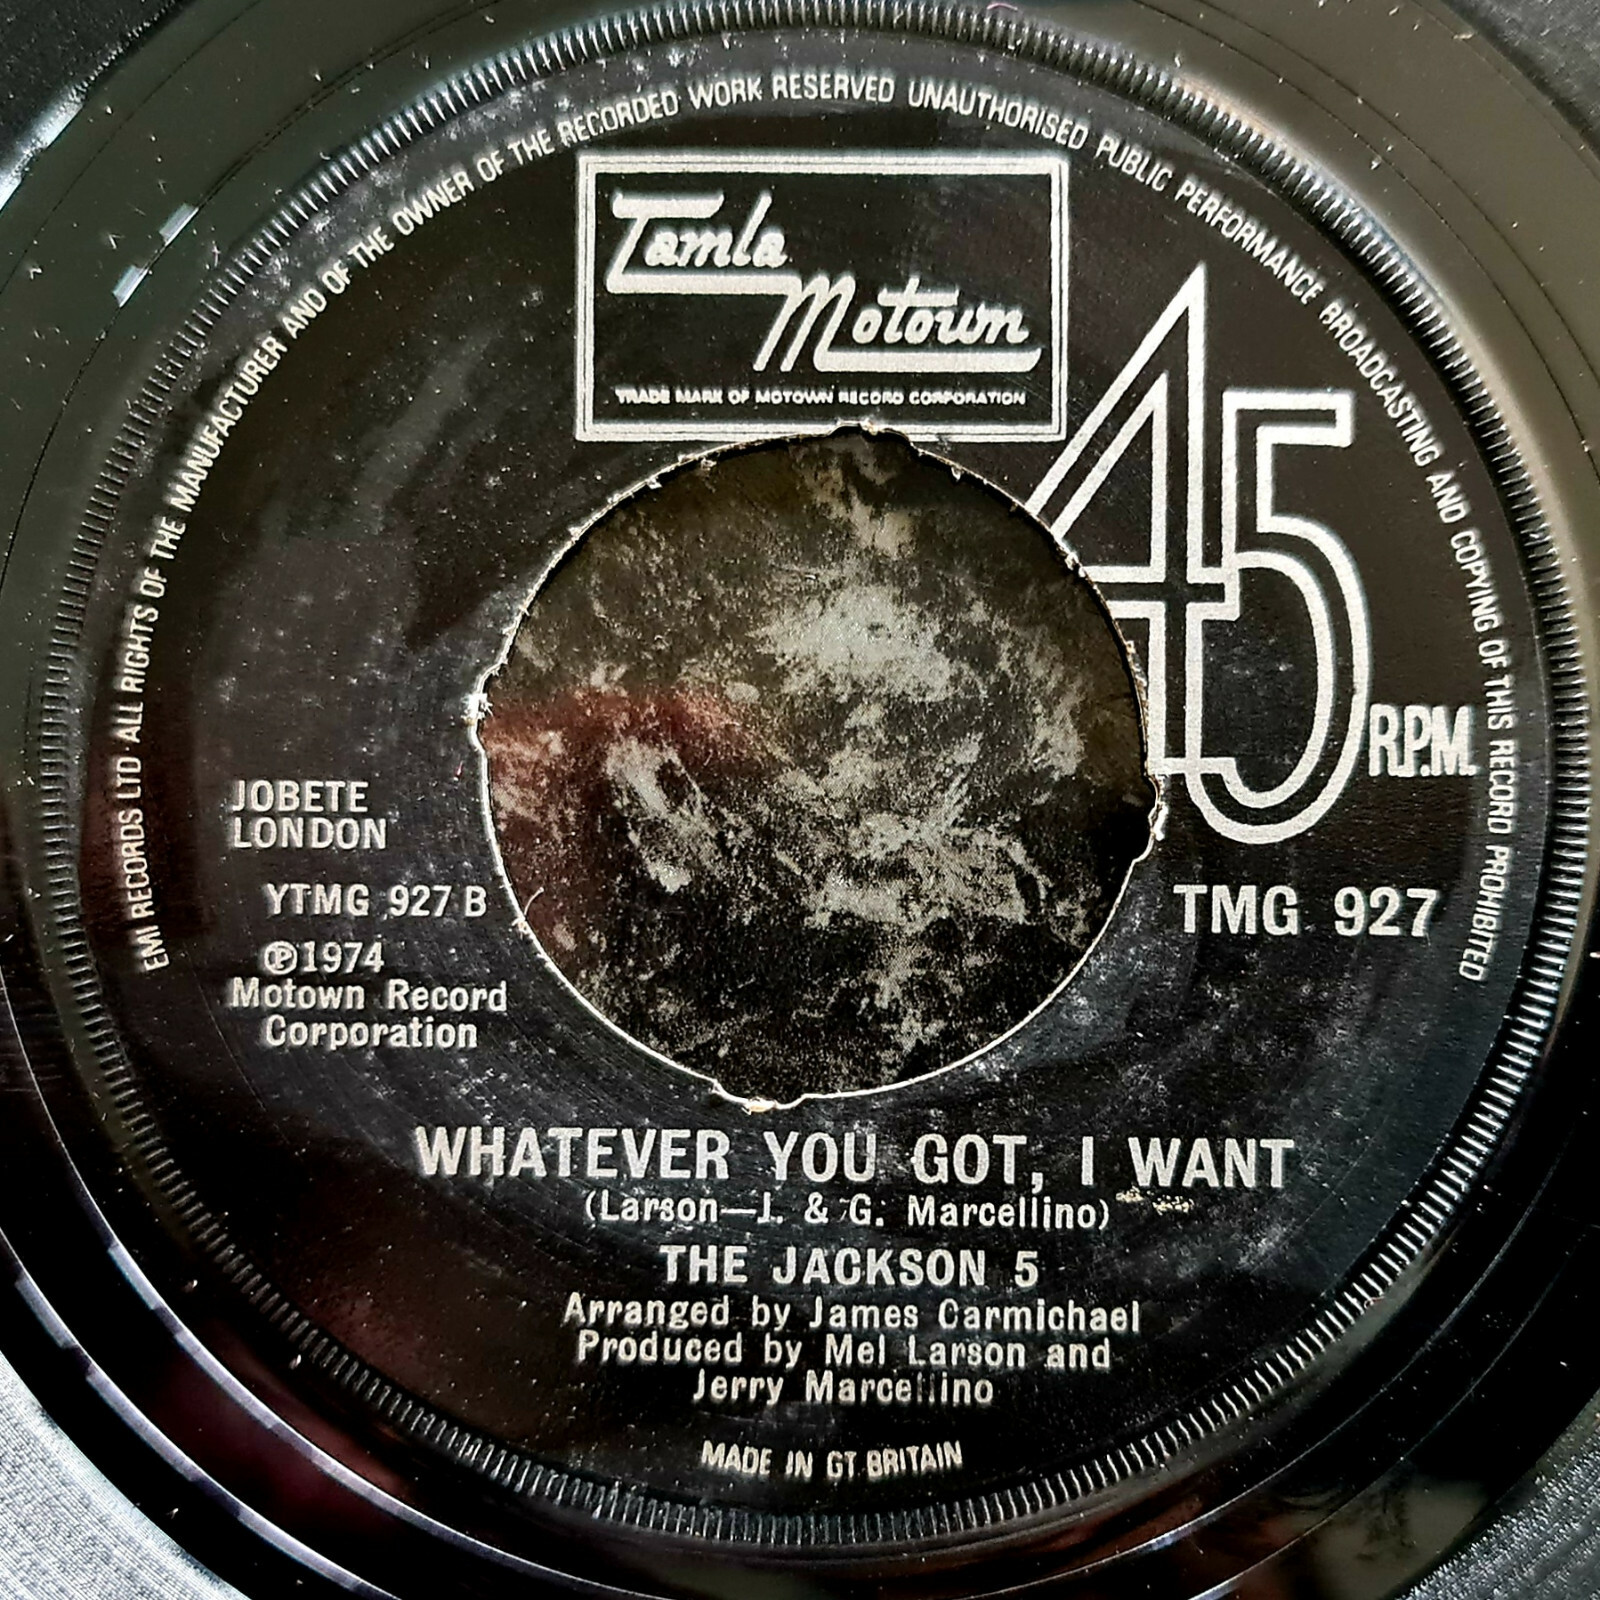 EMI RECORDS LTD ALL RIGHTS OF THE MANUFACTURER AND OF THE OWNER OF THE RECORDED WORK RESERVED UNAUTHORISED PUBLIC PERFORMANCE BROADCASTING AND COPYING OF THIS RECORD PROHIBITED
Tamla
Motown
TRADE MARK OF MOTOWN RECORD CORPORATION
45
R.P.M.
JOBETE
LONDON
YTMG 927 B
℗1974
Motown Record
Corporation
TMG 927
WHATEVER YOU GOT, I WANT
(Larson—J. & G. Marcellino)
THE JACKSON 5
Arranged by James Carmichael
Produced by Mel Larson and
Jerry Marcellino
MADE IN GT BRITAIN